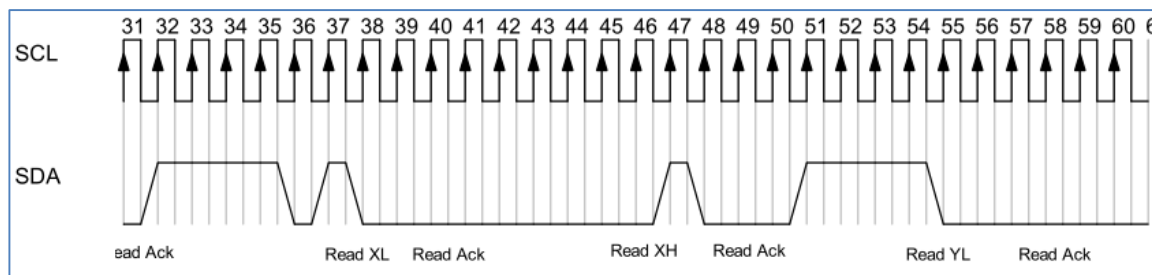 31 32 33 34 35 36 37 38 39 40 41 42 43 44 45 46 47 48 49 50 51 52 53 54 55 56 57 58 59 60 6
SCL
SDA
ead Ack Read XL Read Ack Read XH Read Ack Read YL Read Ack